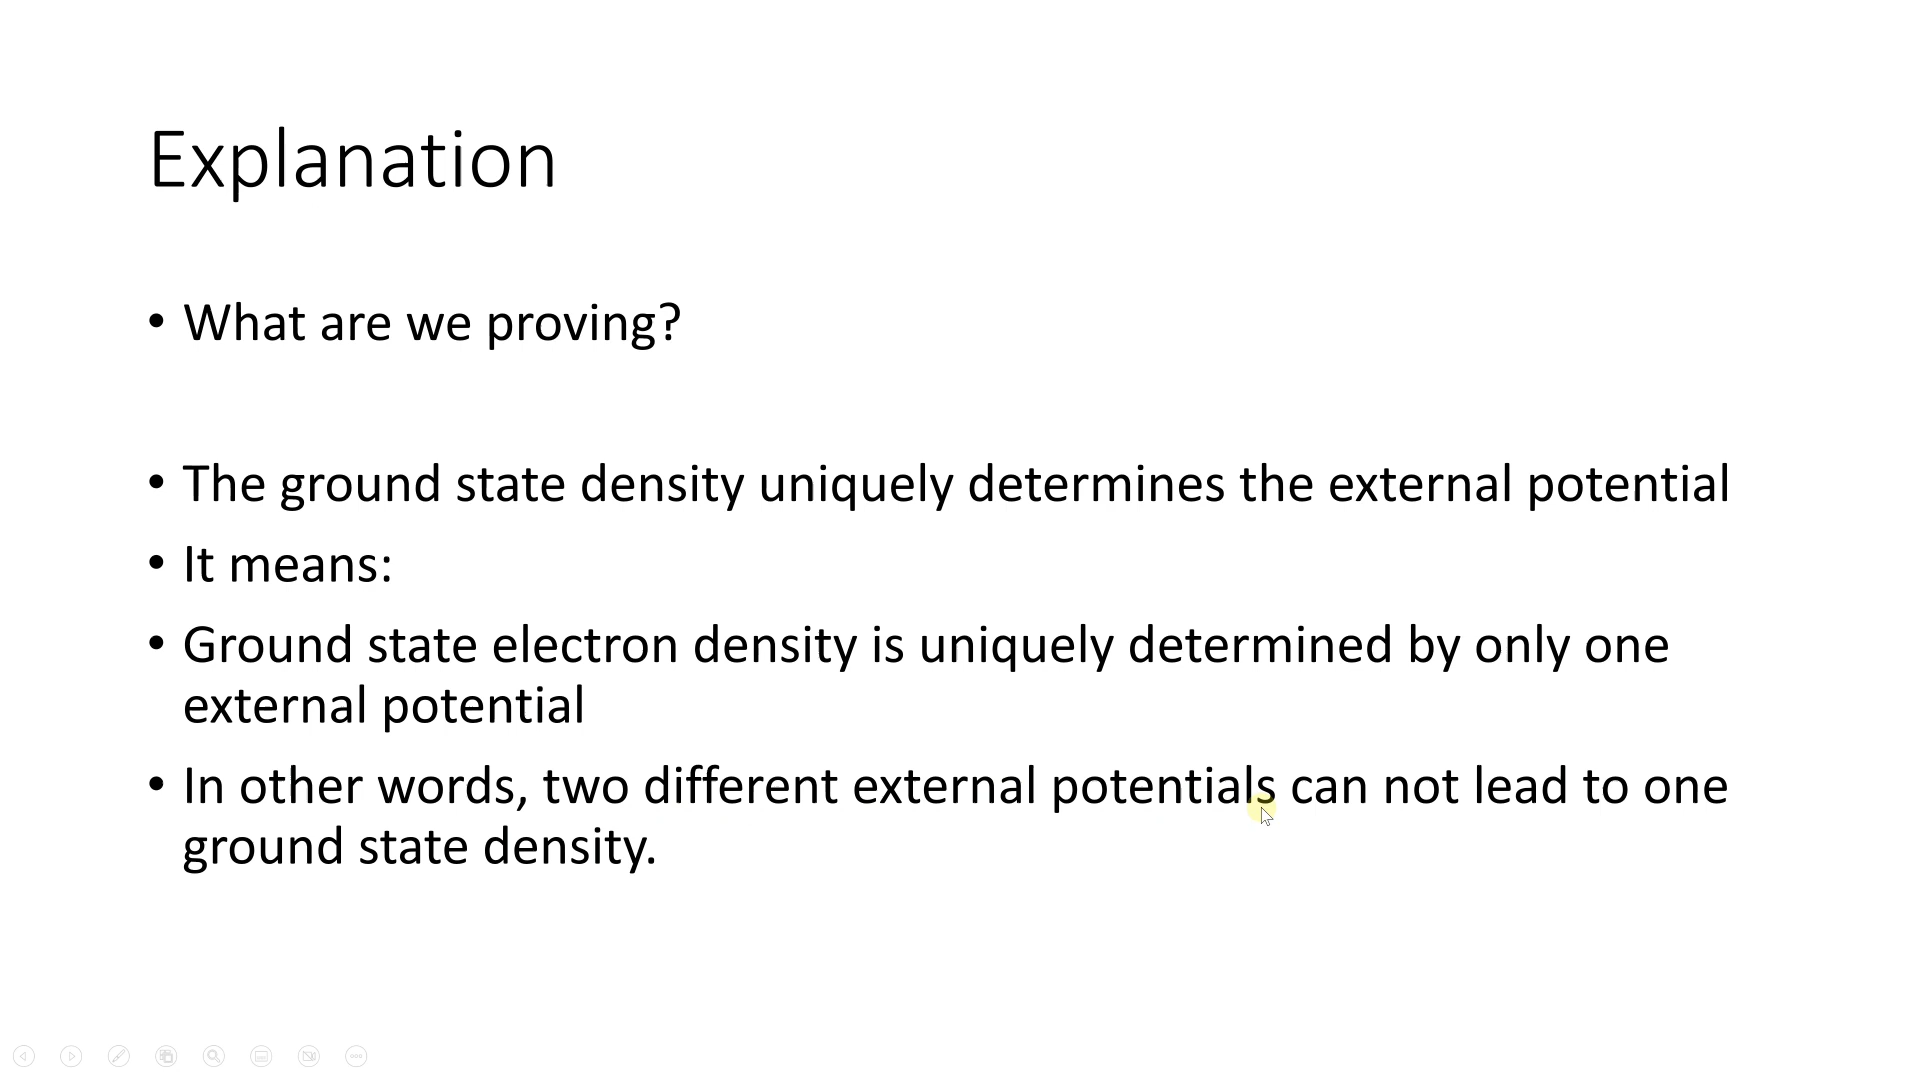 Explanation
• What are we proving?
• The ground state density uniquely determines the external potential
• It means:
• Ground state electron density is uniquely determined by only one
external potential
• In other words, two different external potentials can not lead to one
ground state density.